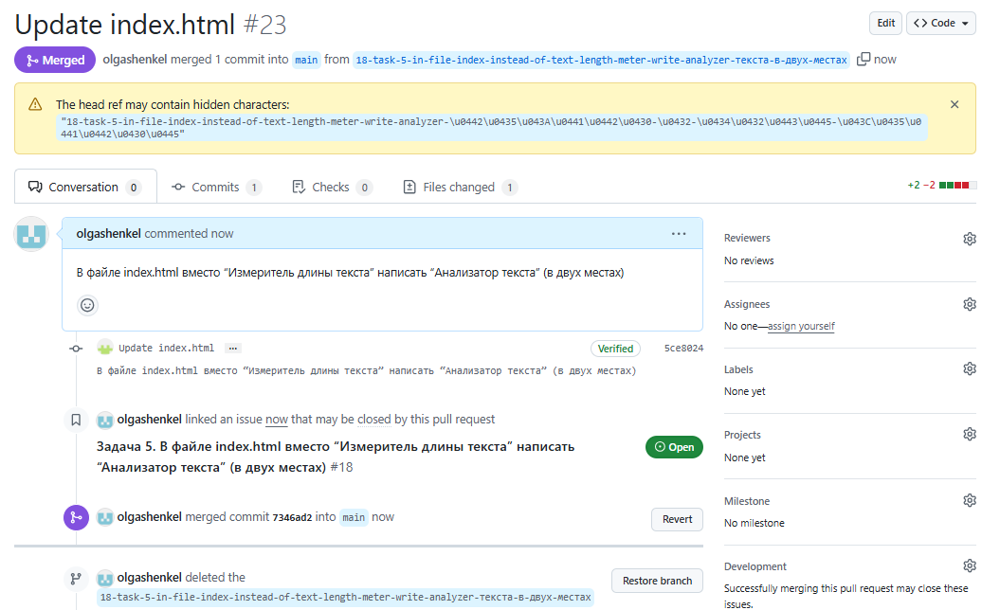 Update index.html #23
Edit
Code
Merged
olgashenkel merged 1 commit into main from 18-task-5-in-file-index-instead-of-text-length-meter-write-analyzer-текста-в-двух-местах now
The head ref may contain hidden characters:
"18-task-5-in-file-index-instead-of-text-length-meter-write-analyzer-\u0442\u0435\u043A\u0441\u0442\u0430-\u0432-\u0434\u0432\u0443\u0445-\u043C\u0435\u0
441\u0442\u0430\u0445"
Conversation 0
Commits 1
Checks 0
Files changed 1
+2 −2
olgashenkel commented now
В файле index.html вместо “Измеритель длины текста” написать “Анализатор текста” (в двух местах)
Update index.html
Verified
5ce8024
В файле index.html вместо “Измеритель длины текста” написать “Анализатор текста” (в двух местах)
olgashenkel linked an issue now that may be closed by this pull request
Задача 5. В файле index.html вместо “Измеритель длины текста” написать
“Анализатор текста” (в двух местах) #18
Open
olgashenkel merged commit 7346ad2 into main now
Revert
olgashenkel deleted the
18-task-5-in-file-index-instead-of-text-length-meter-write-analyzer-текста-в-двух-местах
Restore branch
Reviewers
No reviews
Assignees
No one—assign yourself
Labels
None yet
Projects
None yet
Milestone
No milestone
Development
Successfully merging this pull request may close these
issues.